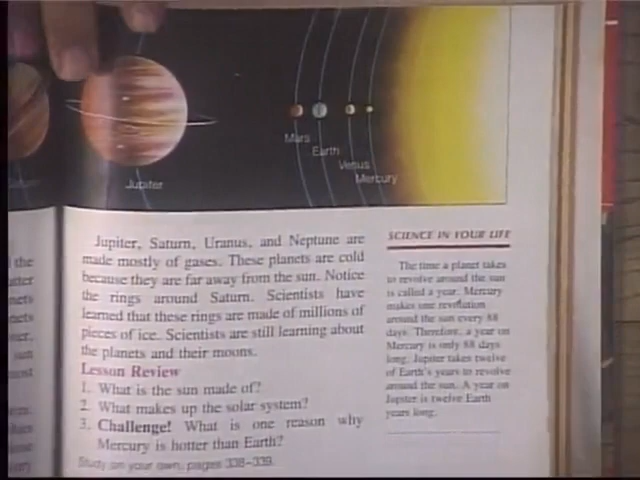 Mars
Earth
Venus
Mercury
Jupiter
Jupiter, Saturn, Uranus, and Neptune are
made mostly of gases. These planets are cold
because they are far away from the sun. Notice
the rings around Saturn. Scientists have
learned that these rings are made of millions of
pieces of ice. Scientists are still learning about
the planets and their moons.
Lesson Review
1. What is the sun made of?
2. What makes up the solar system?
3. Challenge! What is one reason why
Mercury is hotter than Earth?
Study on your own, pages 338–339.
SCIENCE IN YOUR LIFE
The time a planet takes
to revolve around the sun
is called a year. Mercury
makes one revolution
around the sun every 88
days. Therefore, a year on
Mercury is only 88 days
long. Jupiter takes twelve
of Earth's years to revolve
around the sun. A year on
Jupiter is twelve Earth
years long.